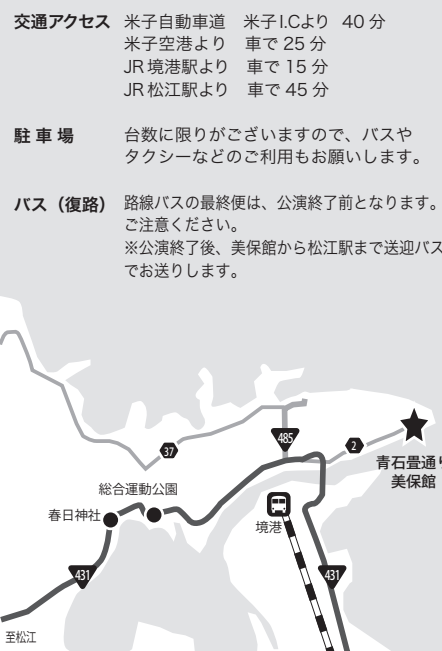 交通アクセス 米子自動車道 米子I.Cより 40 分
米子空港より 車で 25 分
JR 境港駅より 車で 15 分
JR 松江駅より 車で 45 分
駐 車 場 台数に限りがございますので、バスや
タクシーなどのご利用もお願いします。
バス（復路） 路線バスの最終便は、公演終了前となります。
ご注意ください。
※公演終了後、美保館から松江駅まで送迎バス
でお送りします。
485
2
37
青石畳通り
美保館
総合運動公園
春日神社
境港
431
431
至松江